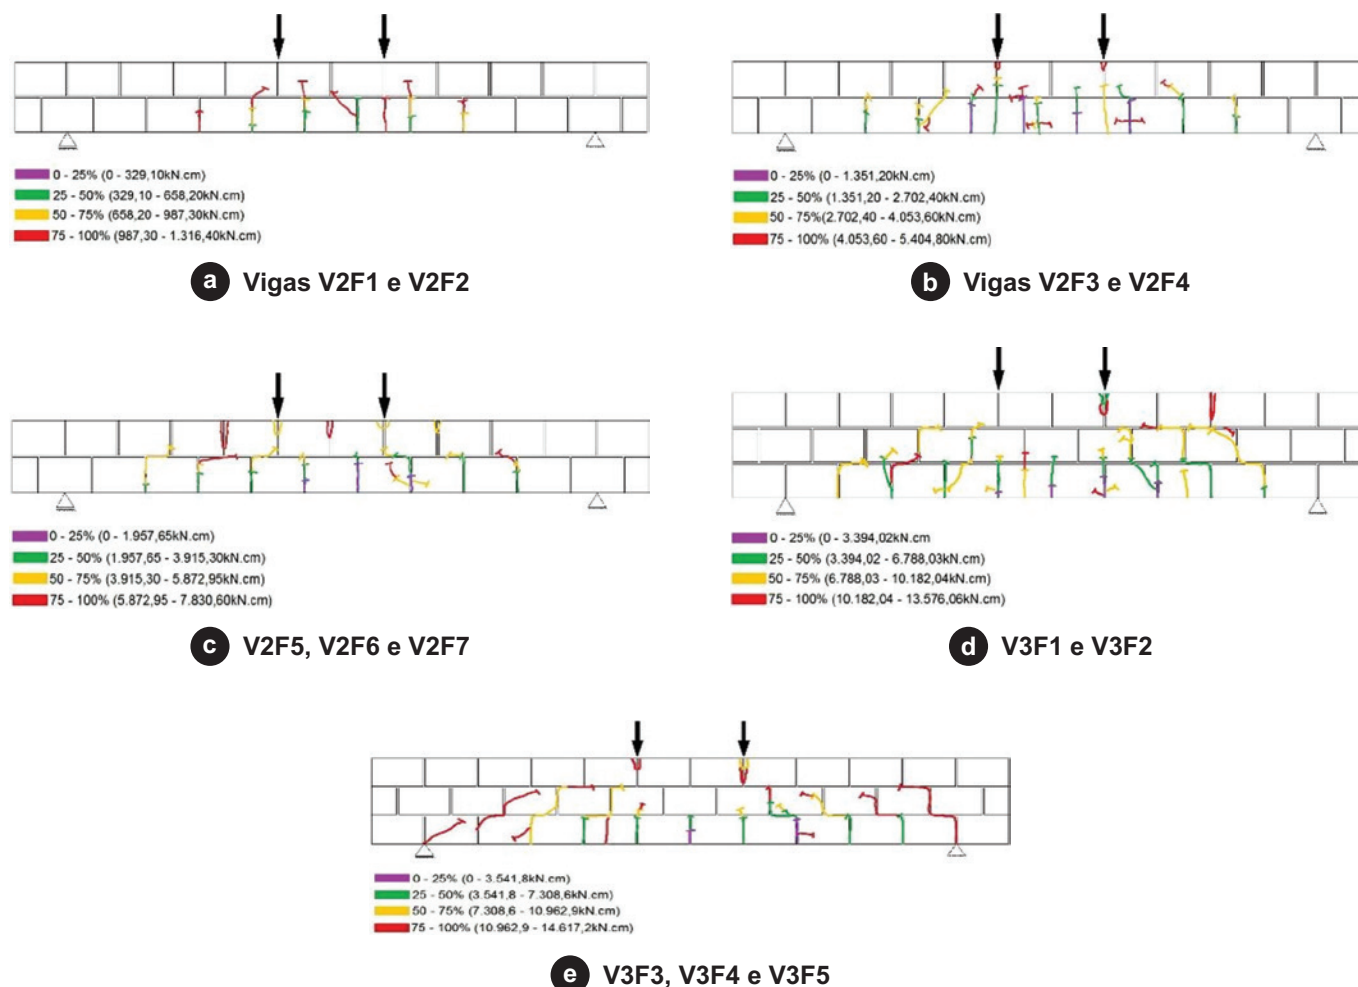 0 - 25% (0 - 329,10kN.cm)
25 - 50% (329,10 - 658,20kN.cm)
50 - 75% (658,20 - 987,30kN.cm)
75 - 100% (987,30 - 1.316,40kN.cm)
a Vigas V2F1 e V2F2
0 - 25% (0 - 1.351,20kN.cm)
25 - 50% (1.351,20 - 2.702,40kN.cm)
50 - 75%(2.702,40 - 4.053,60kN.cm)
75 - 100% (4.053,60 - 5.404,80kN.cm)
b Vigas V2F3 e V2F4
0 - 25% (0 - 1.957,65kN.cm)
25 - 50% (1.957,65 - 3.915,30kN.cm)
50 - 75% (3.915,30 - 5.872,95kN.cm)
75 - 100% (5.872,95 - 7.830,60kN.cm)
c V2F5, V2F6 e V2F7
0 - 25% (0 - 3.394,02kN.cm
25 - 50% (3.394,02 - 6.788,03kN.cm)
50 - 75% (6.788,03 - 10.182,04kN.cm)
75 - 100% (10.182,04 - 13.576,06kN.cm)
d V3F1 e V3F2
0 - 25% (0 - 3.541,8kN.cm)
25 - 50% (3.541,8 - 7.308,6kN.cm)
50 - 75% (7.308,6 - 10.962,9kN.cm)
75 - 100% (10.962,9 - 14.617,2kN.cm)
e V3F3, V3F4 e V3F5